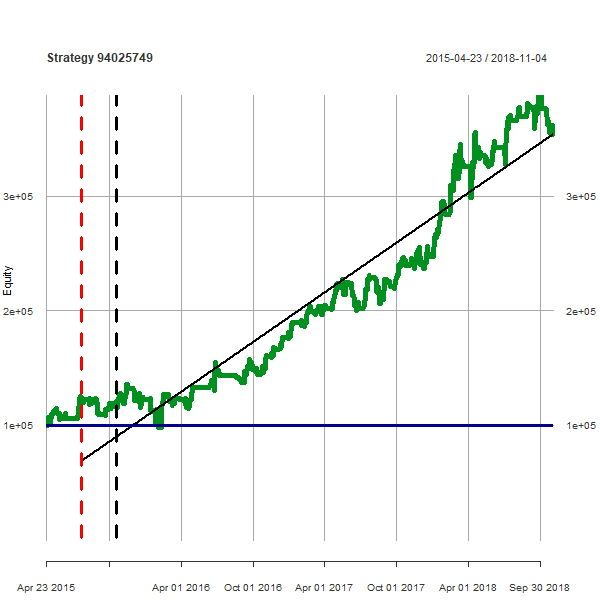 Strategy 94025749
2015-04-23 / 2018-11-04
3e+05
3e+05
Equity
2e+05
2e+05
1e+05
1e+05
Apr 23 2015
Apr 01 2016
Oct 01 2016
Apr 01 2017
Oct 01 2017
Apr 01 2018
Sep 30 2018